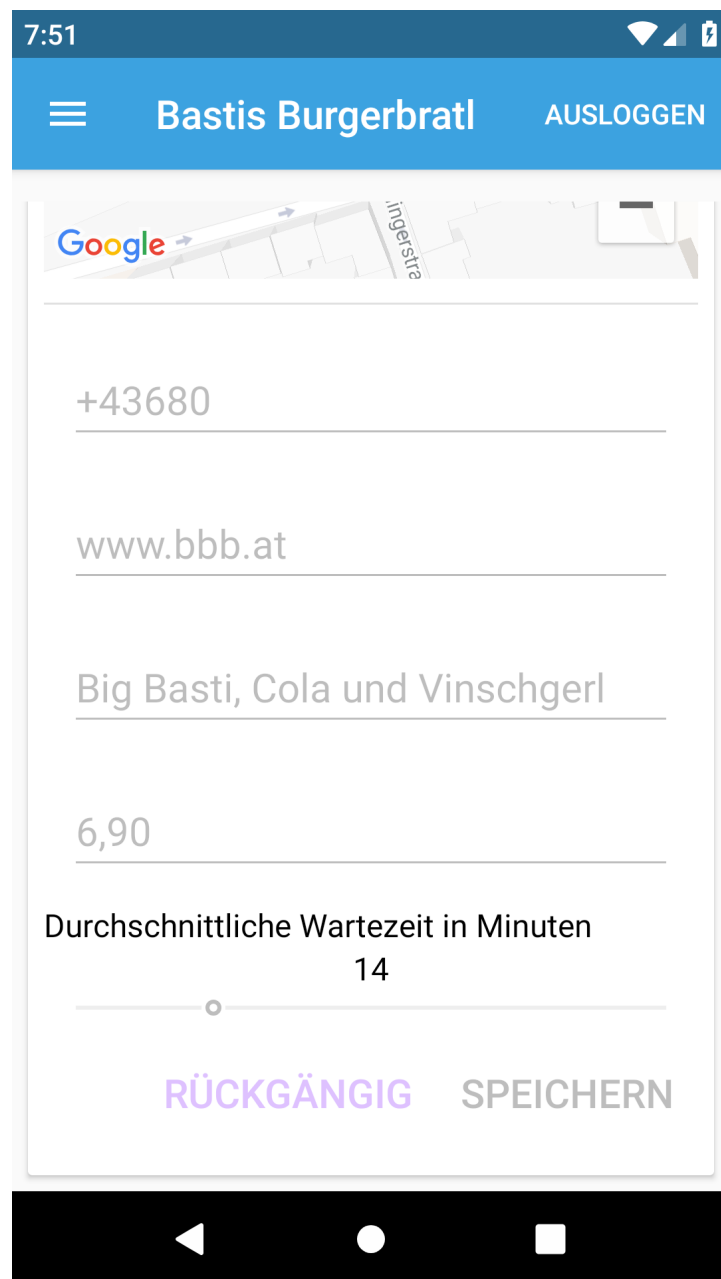 7:51
Bastis Burgerbratl
AUSLOGGEN
Google
ingerstra
+43680
www.bbb.at
Big Basti, Cola und Vinschgerl
6,90
Durchschnittliche Wartezeit in Minuten
14
RÜCKGÄNGIG
SPEICHERN